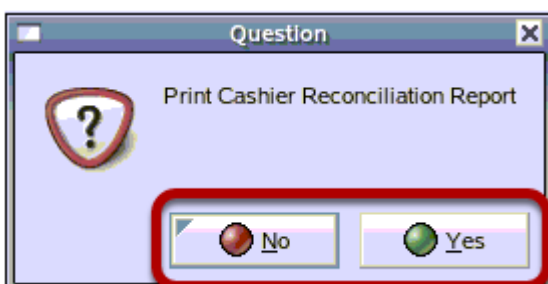 Question
Print Cashier Reconciliation Report
No
Yes